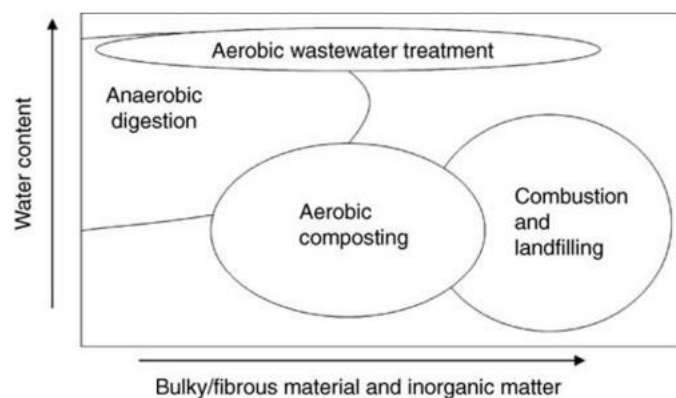 Water content
Aerobic wastewater treatment
Anaerobic
digestion
Aerobic
composting
Combustion
and
landfilling
Bulky/fibrous material and inorganic matter